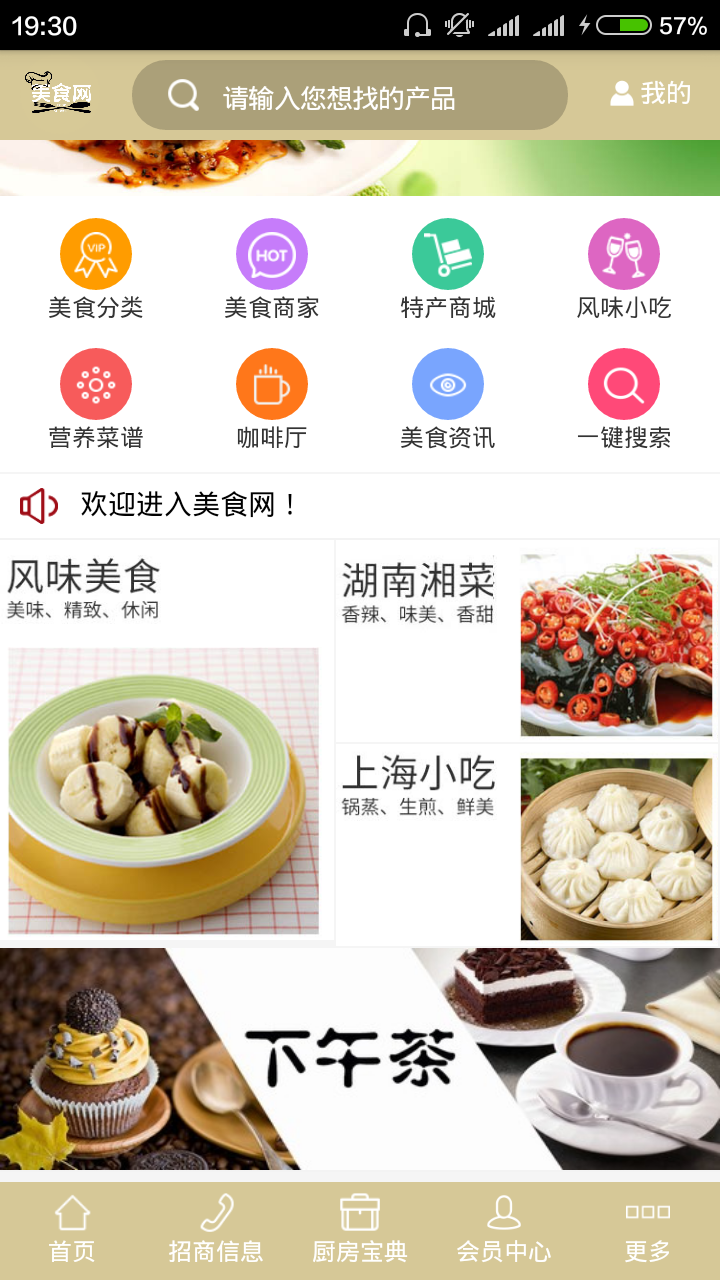 19:30
57%
美食网
请输入您想找的产品
我的
VIP
HOT
美食分类
美食商家
特产商城
风味小吃
营养菜谱
咖啡厅
美食资讯
一键搜索
欢迎进入美食网！
风味美食
美味、精致、休闲
湖南湘菜
香辣、味美、香甜
上海小吃
锅蒸、生煎、鲜美
下午茶
首页
招商信息
厨房宝典
会员中心
更多